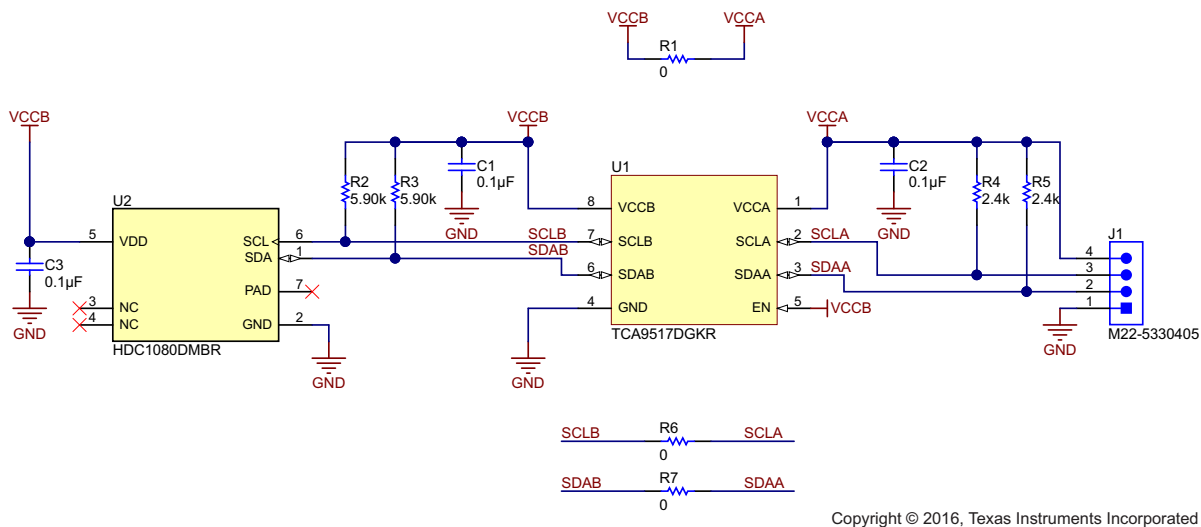 VCCB
VCCA
R1
0
VCCB
VCCB
VCCA
C1
0.1µF
GND
R2
5.90k
R3
5.90k
U1
C2
0.1µF
GND
R4
2.4k
R5
2.4k
U2
5
VDD
SCL
6
SDA
1
PAD
7
3
NC
4
NC
GND
2
HDC1080DMBR
C3
0.1µF
GND
GND
SCLB
SDAB
8
VCCB
VCCA
1
7
SCLB
SCLA
2
SCLA
6
SDAB
SDAA
3
SDAA
4
GND
EN
5
VCCB
TCA9517DGKR
GND
J1
4
3
2
1
M22-5330405
GND
SCLB
R6
0
SCLA
SDAB
R7
0
SDAA
Copyright © 2016, Texas Instruments Incorporated